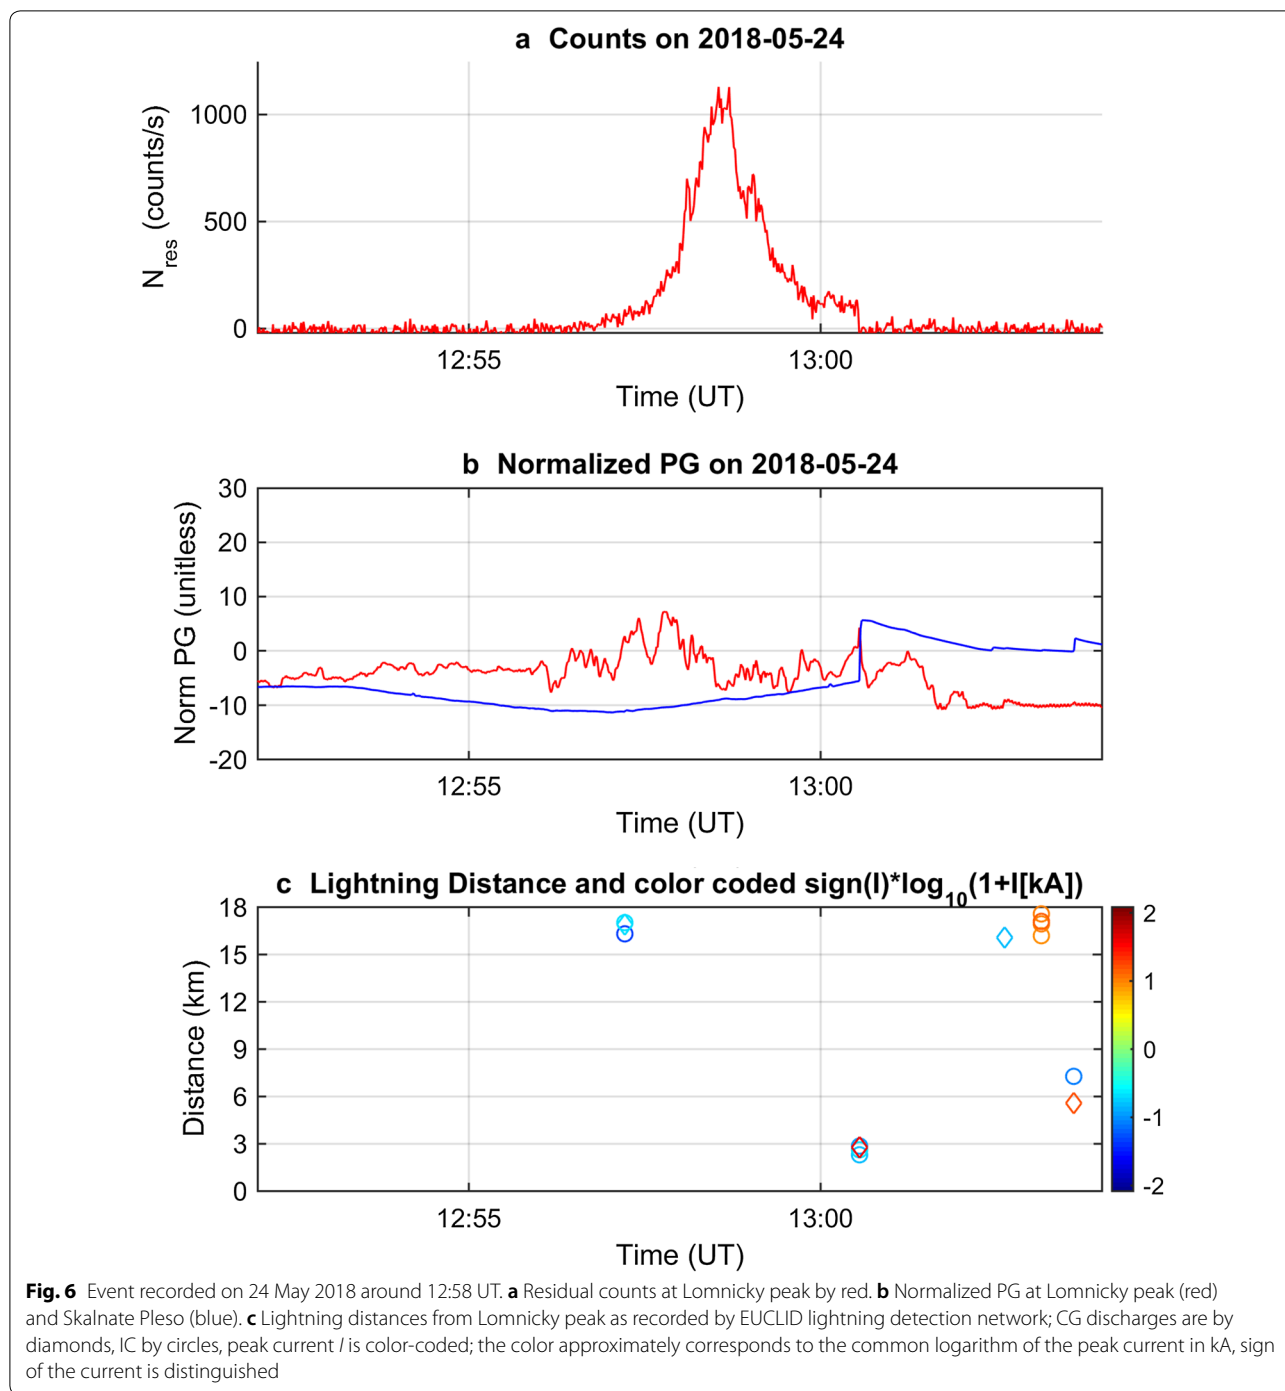 a Counts on 2018-05-24
1000
500
0
N_res (counts/s)
12:55 13:00
Time (UT)
b Normalized PG on 2018-05-24
30
20
10
0
-10
-20
Norm PG (unitless)
12:55 13:00
Time (UT)
c Lightning Distance and color coded sign(I)*log10(1+I[kA])
18
15
12
9
6
3
0
Distance (km)
2
1
0
-1
-2
12:55 13:00
Time (UT)
Fig. 6 Event recorded on 24 May 2018 around 12:58 UT. a Residual counts at Lomnicky peak by red. b Normalized PG at Lomnicky peak (red)
and Skalnate Pleso (blue). c Lightning distances from Lomnicky peak as recorded by EUCLID lightning detection network; CG discharges are by
diamonds, IC by circles, peak current I is color-coded; the color approximately corresponds to the common logarithm of the peak current in kA, sign
of the current is distinguished